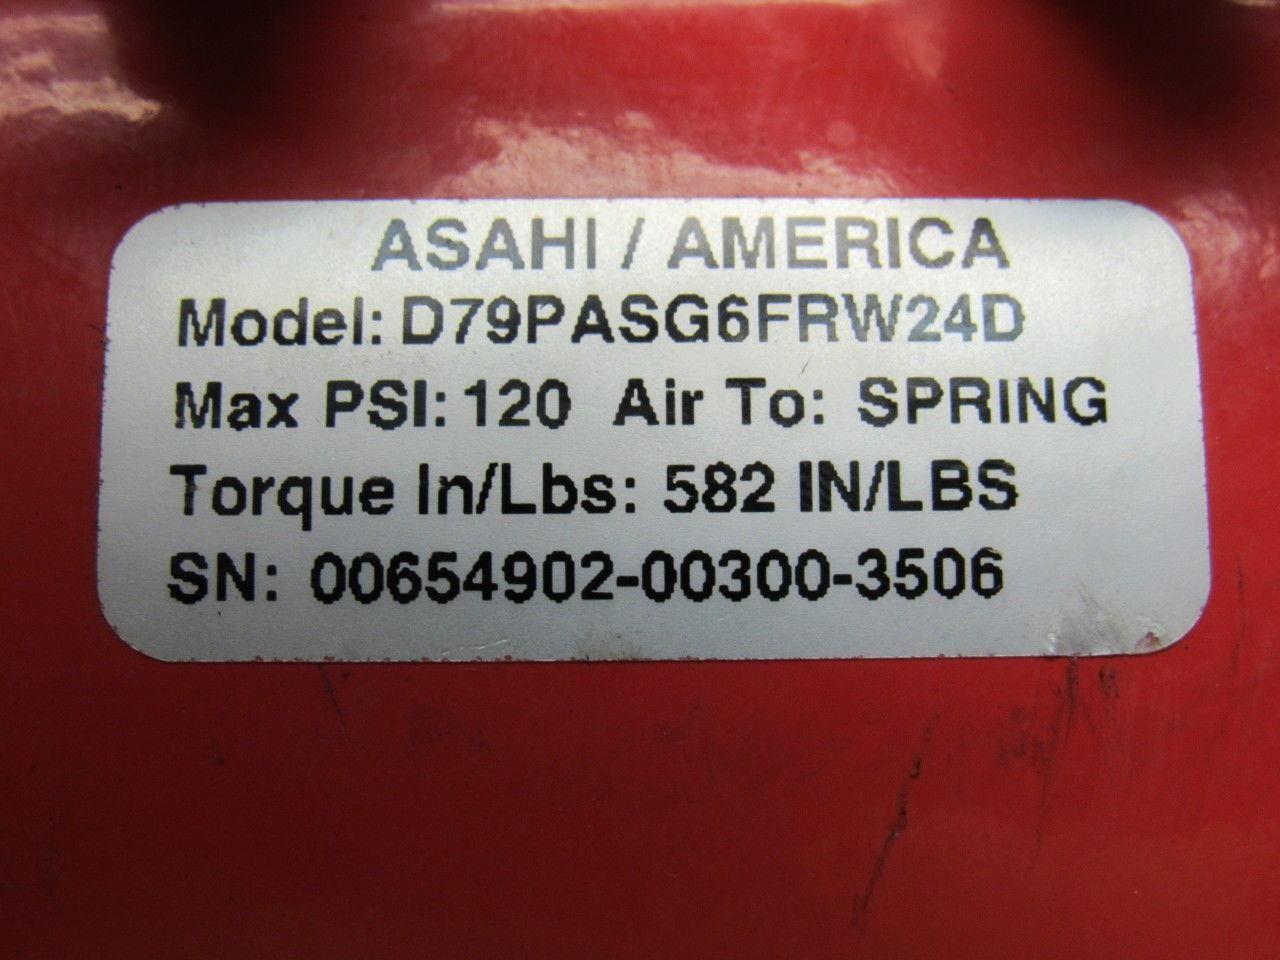 ASAHI / AMERICA
Model: D79PASG6FRW24D
Max PSI: 120 Air To: SPRING
Torque In/Lbs: 582 IN/LBS
SN: 00654902-00300-3506